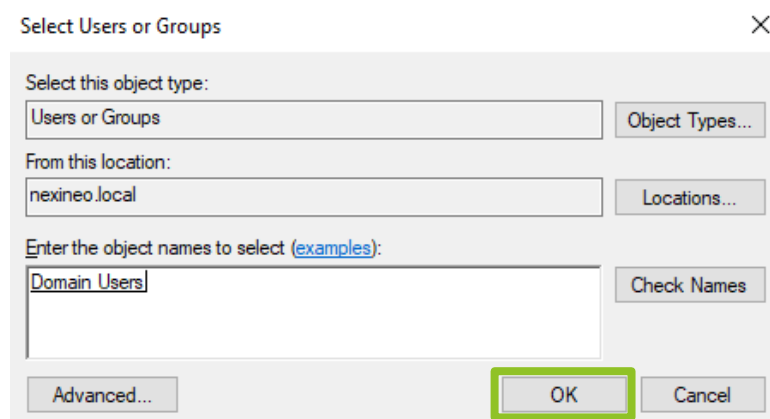 Select Users or Groups
Select this object type:
Users or Groups
Object Types...
From this location:
nexineo.local
Locations...
Enter the object names to select (examples):
Domain Users
Check Names
Advanced...
OK
Cancel